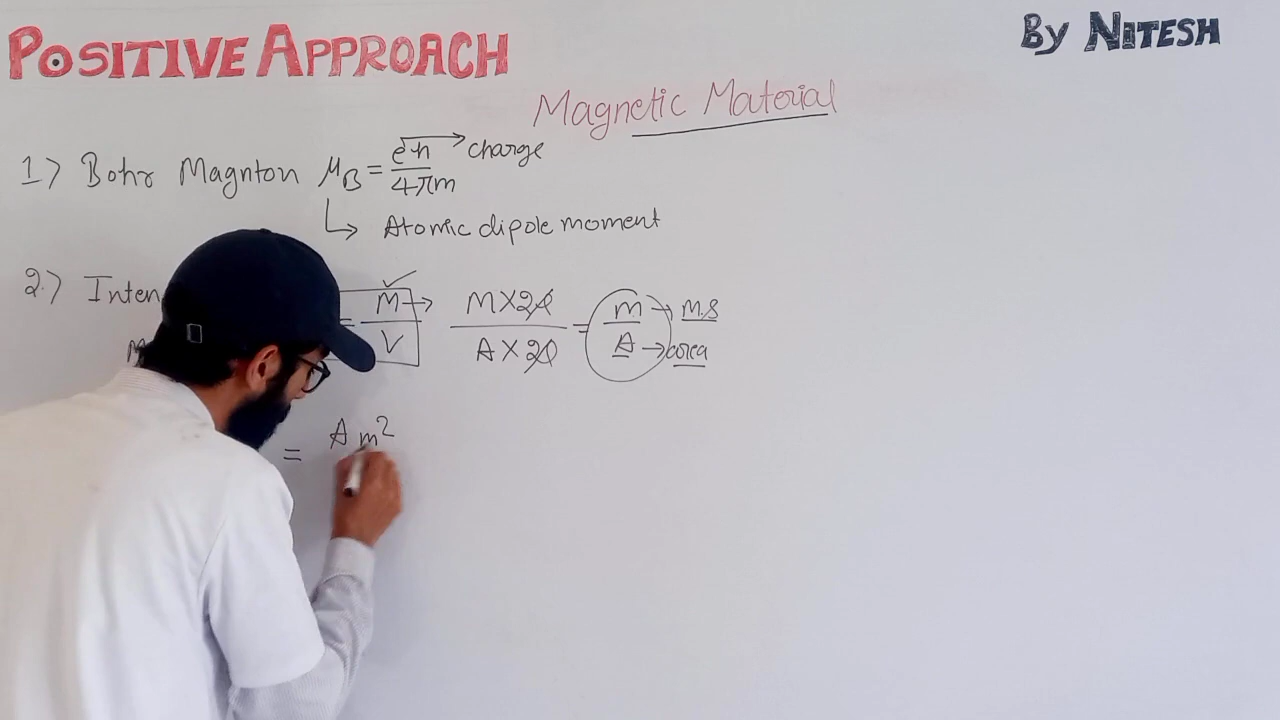 POSITIVE APPROACH
By NITESH
Magnetic Material
1> Bohr Magnton μB = eh/4πm → charge
↳ Atomic dipole moment
2.> Inten = M/V → M×2l/A×2l = m/A → M.S
→ area
= A m²